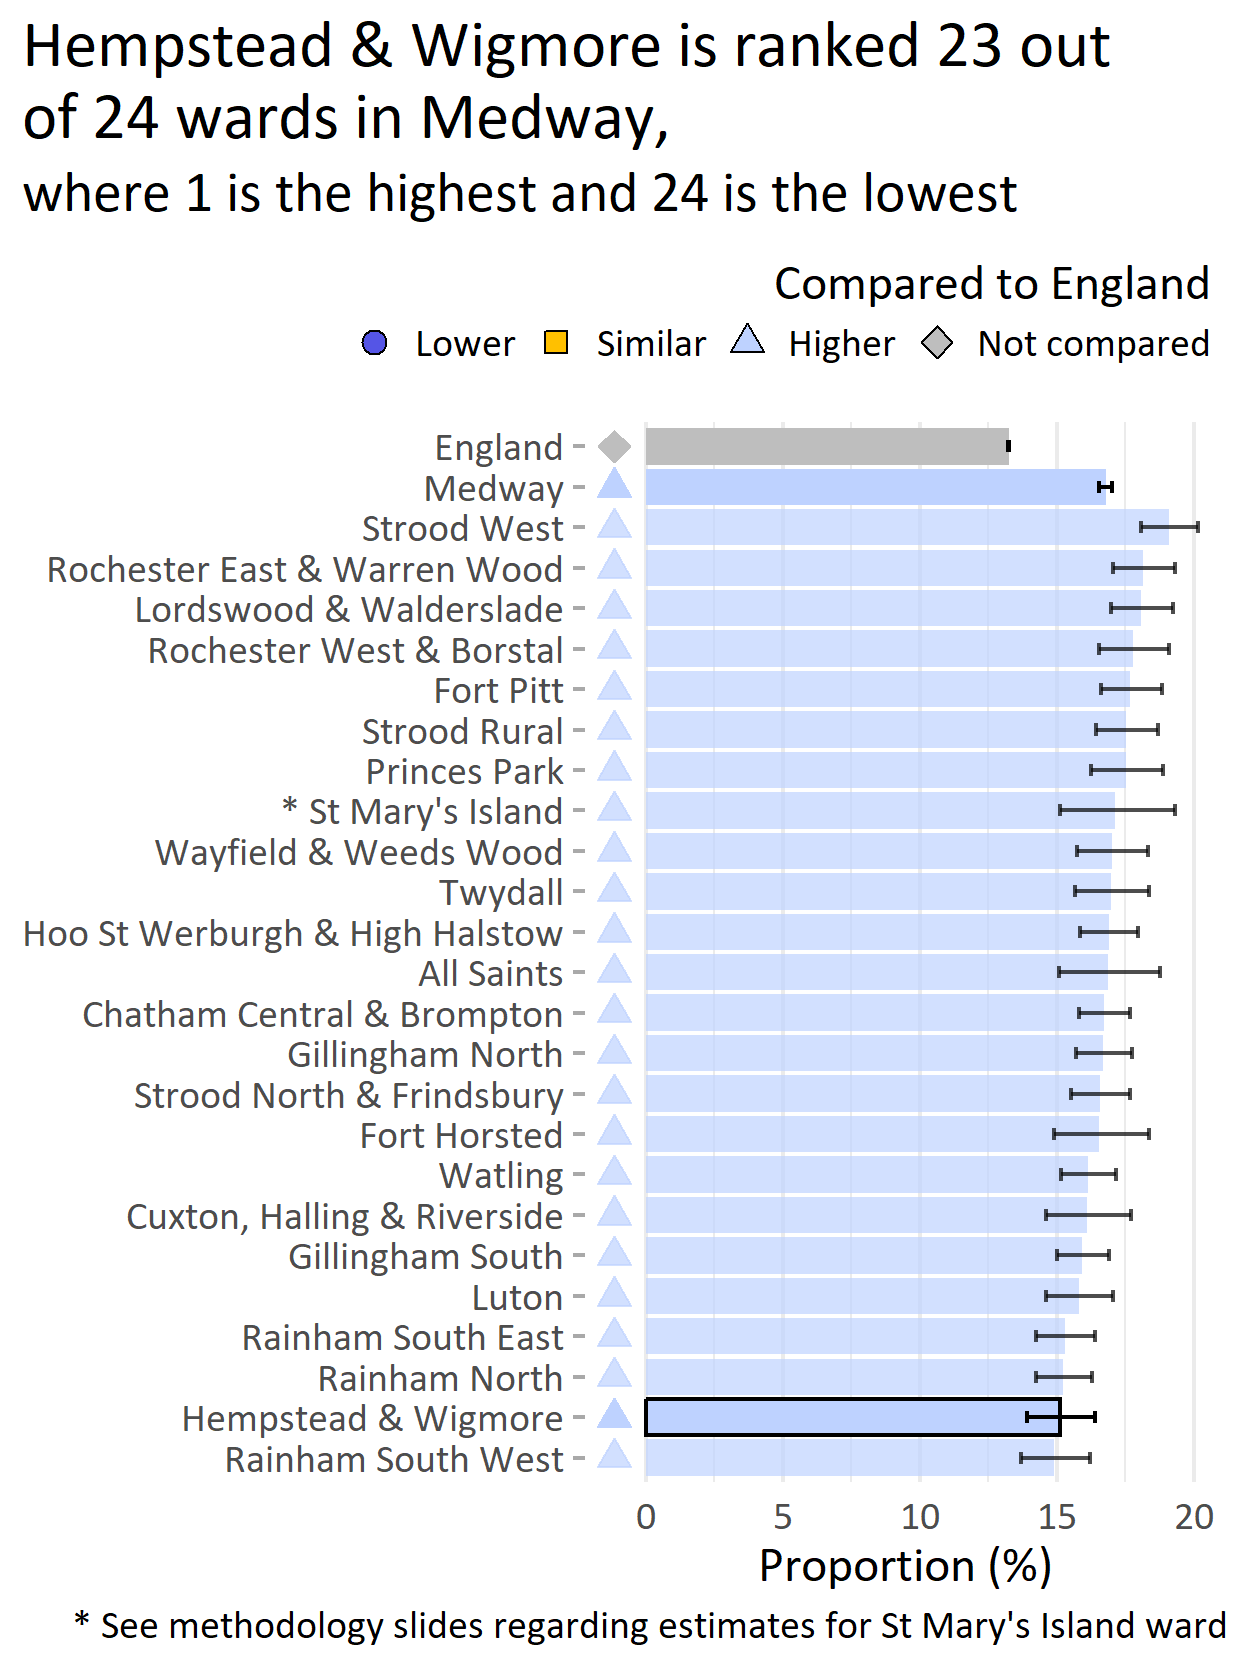 Hempstead & Wigmore is ranked 23 out
of 24 wards in Medway,
where 1 is the highest and 24 is the lowest
Compared to England
Lower Similar Higher Not compared
England
Medway
Strood West
Rochester East & Warren Wood
Lordswood & Walderslade
Rochester West & Borstal
Fort Pitt
Strood Rural
Princes Park
* St Mary's Island
Wayfield & Weeds Wood
Twydall
Hoo St Werburgh & High Halstow
All Saints
Chatham Central & Brompton
Gillingham North
Strood North & Frindsbury
Fort Horsted
Watling
Cuxton, Halling & Riverside
Gillingham South
Luton
Rainham South East
Rainham North
Hempstead & Wigmore
Rainham South West
0 5 10 15 20
Proportion (%)
* See methodology slides regarding estimates for St Mary's Island ward